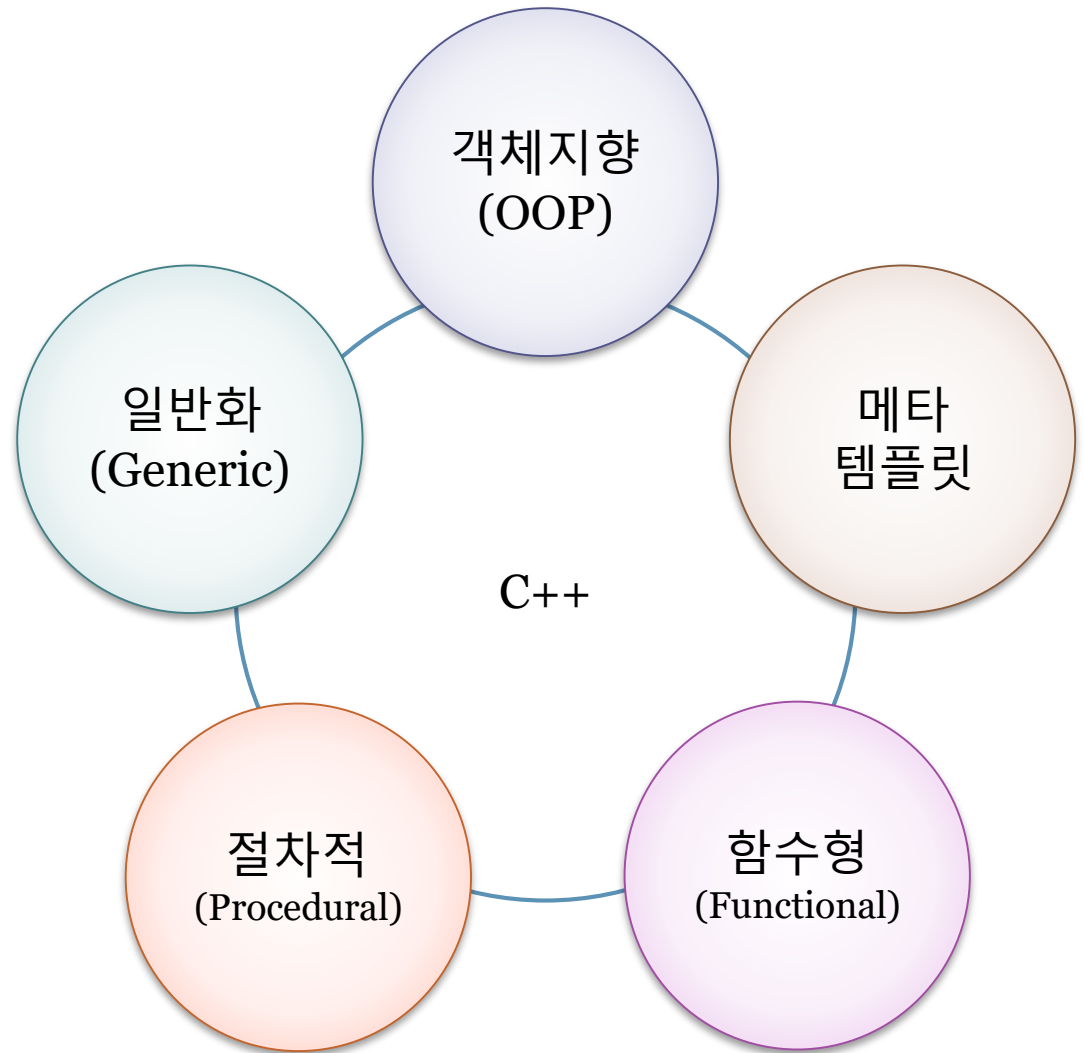 객체지향
(OOP)
일반화
(Generic)
메타
템플릿
C++
절차적
(Procedural)
함수형
(Functional)